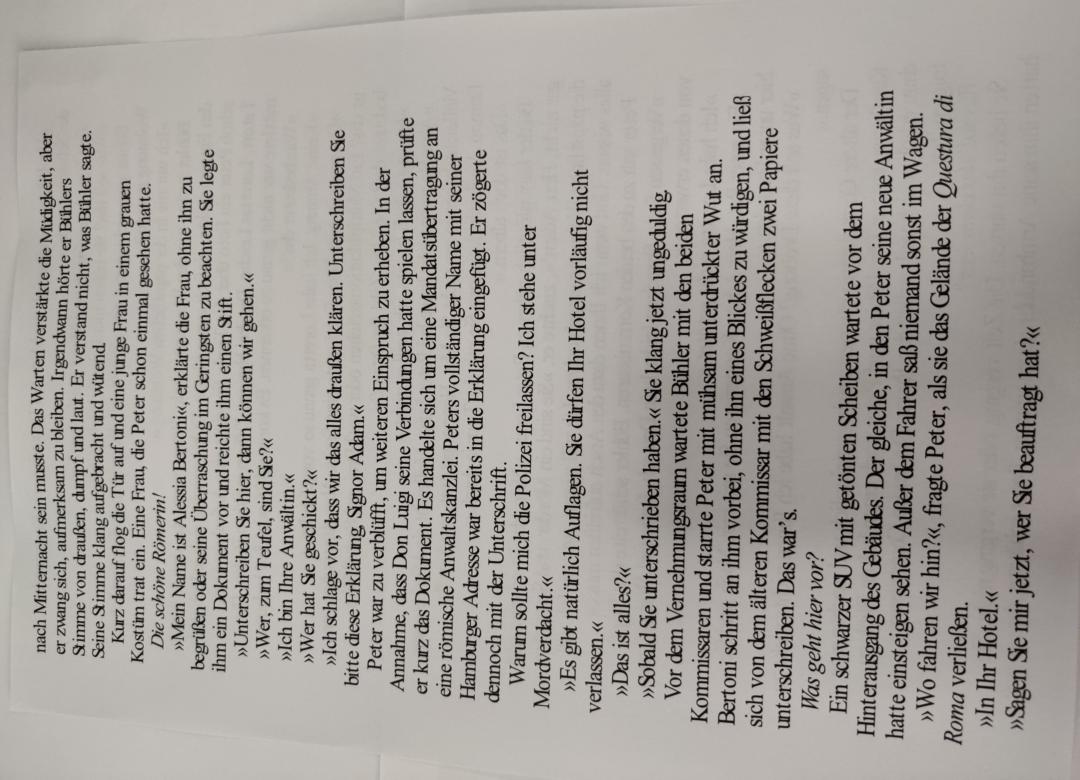 nach Mitternacht sein musste. Das Warten verstärkte die Müdigkeit, aber
er zwang sich, aufmerksam zu bleiben. Irgendwann hörte er Bühlers
Stimme von draußen, dumpf und laut. Er verstand nicht, was Bühler sagte.
Seine Stimme klang aufgebracht und wütend.
Kurz darauf flog die Tür auf und eine junge Frau in einem grauen
Kostüm trat ein. Eine Frau, die Peter schon einmal gesehen hatte.
Die schöne Römerin!
»Mein Name ist Alessia Bertoni«, erklärte die Frau, ohne ihn zu
begrüßen oder seine Überraschung im Geringsten zu beachten. Sie legte
ihm ein Dokument vor und reichte ihm einen Stift.
»Unterschreiben Sie hier, dann können wir gehen.«
»Wer, zum Teufel, sind Sie?«
»Ich bin Ihre Anwältin.«
»Wer hat Sie geschickt?«
»Ich schlage vor, dass wir das alles draußen klären. Unterschreiben Sie
bitte diese Erklärung, Signor Adam.«
Peter war zu verblüfft, um weiteren Einspruch zu erheben. In der
Annahme, dass Don Luigi seine Verbindungen hatte spielen lassen, prüfte
er kurz das Dokument. Es handelte sich um eine Mandatsübertragung an
eine römische Anwaltskanzlei. Peters vollständiger Name mit seiner
Hamburger Adresse war bereits in die Erklärung eingefügt. Er zögerte
dennoch mit der Unterschrift.
Warum sollte mich die Polizei freilassen? Ich stehe unter
Mordverdacht.««
»Es gibt natürlich Auflagen. Sie dürfen Ihr Hotel vorläufig nicht
verlassen.«
»Das ist alles?«
»Sobald Sie unterschrieben haben.« Sie klang jetzt ungeduldig.
Vor dem Vernehmungsraum wartete Bühler mit den beiden
Kommissaren und starrte Peter mit mühsam unterdrückter Wut an.
Bertoni schritt an ihm vorbei, ohne ihn eines Blickes zu würdigen, und ließ
sich von dem älteren Kommissar mit den Schweißflecken zwei Papiere
unterschreiben. Das war's.
Was geht hier vor?
Ein schwarzer SUV mit getönten Scheiben wartete vor dem
Hinterausgang des Gebäudes. Der gleiche, in den Peter seine neue Anwältin
hatte einsteigen sehen. Außer dem Fahrer saß niemand sonst im Wagen.
»Wo fahren wir hin?«, fragte Peter, als sie das Gelände der Questura di
Roma verließen.
»In Ihr Hotel.«
»Sagen Sie mir jetzt, wer Sie beauftragt hat?«